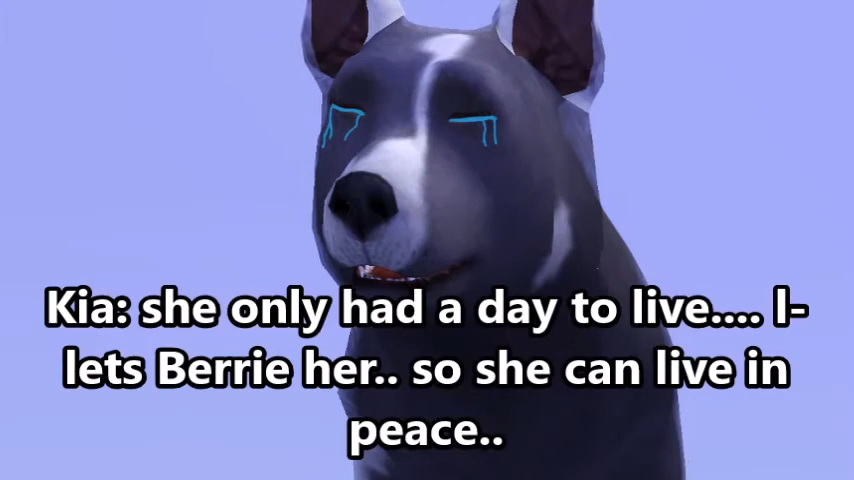 Kia: she only had a day to live.... l-
lets Berrie her.. so she can live in
peace..